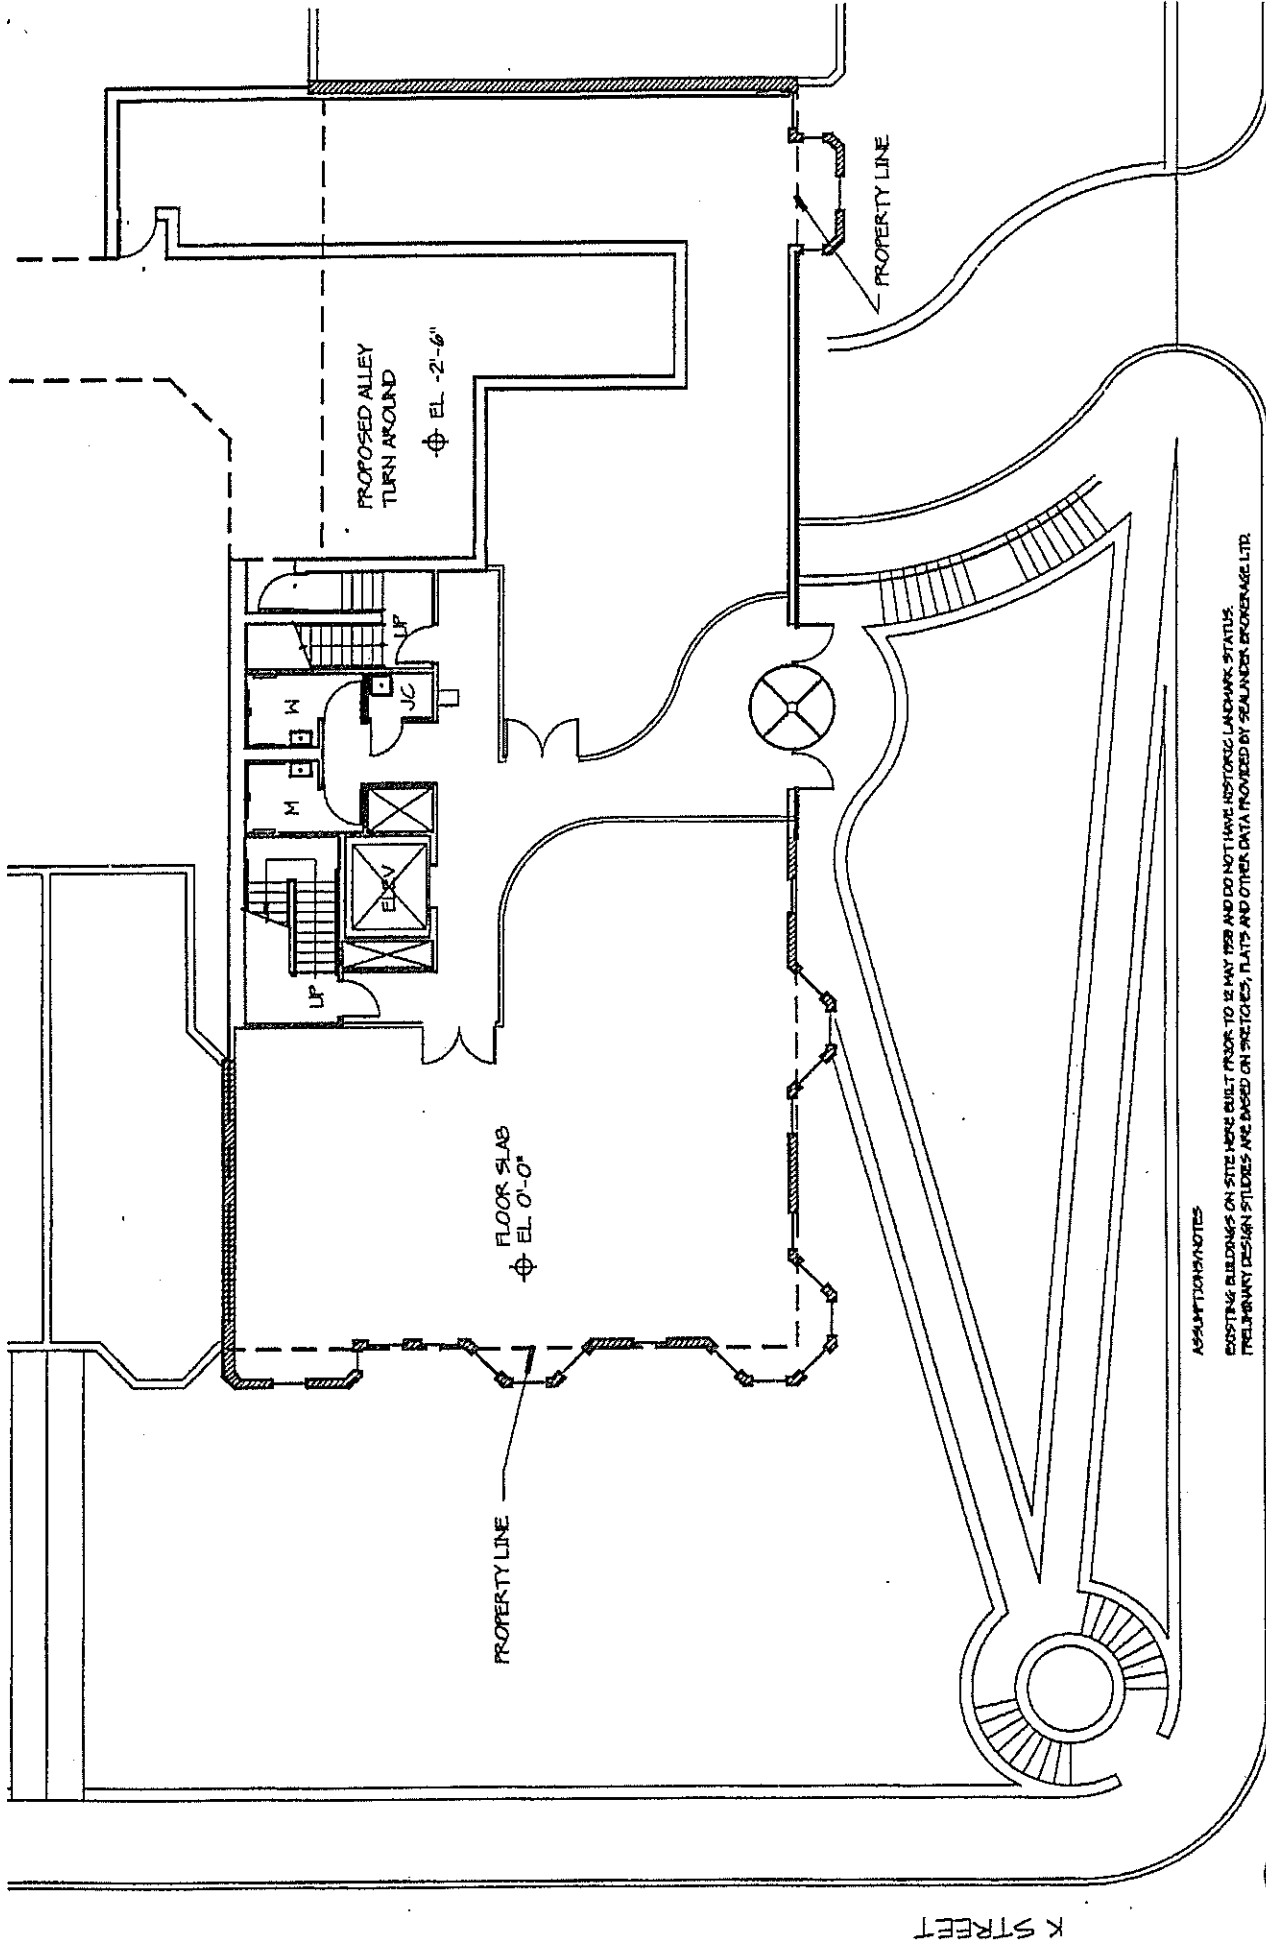 PROPOSED ALLEY
TURN AROUND
EL -2'-6"
PROPERTY LINE
UP
W
JC
M
ELEV
UP
FLOOR SLAB
EL. 0'-0"
PROPERTY LINE
K STREET
ASSUMPTIONS/NOTES
EXISTING BUILDINGS ON SITE WERE BUILT PRIOR TO 12 MAY 1958 AND DO NOT HAVE HISTORIC LANDMARK STATUS.
PRELIMINARY DESIGN STUDIES ARE BASED ON SKETCHES, PLATS AND OTHER DATA PROVIDED BY SEALANDER BROKERAGE LTD.